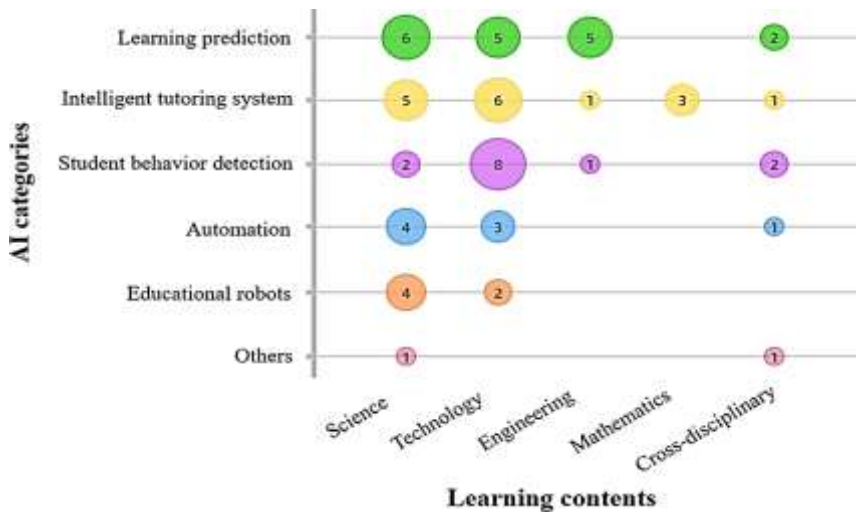 AI categories
Learning prediction
6 5 5 2
Intelligent tutoring system
5 6 1 3 1
Student behavior detection
2 8 1 2
Automation
4 3 1
Educational robots
4 2
Others
1 1
Science
Technology
Engineering
Mathematics
Cross-disciplinary
Learning contents